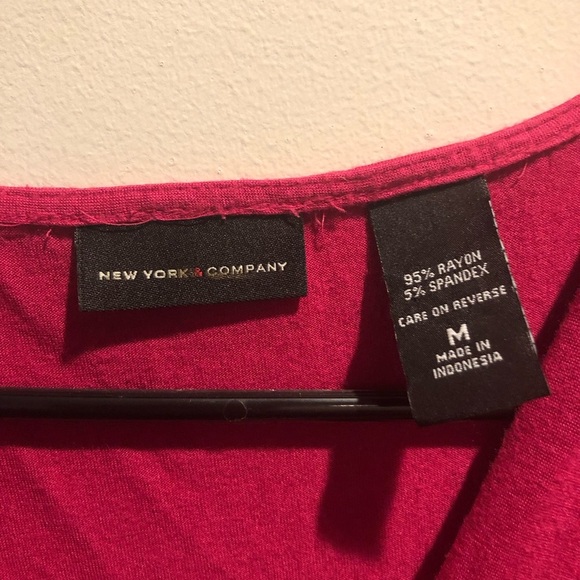 NEW YORK & COMPANY
95% RAYON
5% SPANDEX
CARE ON REVERSE
M
MADE IN
INDONESIA